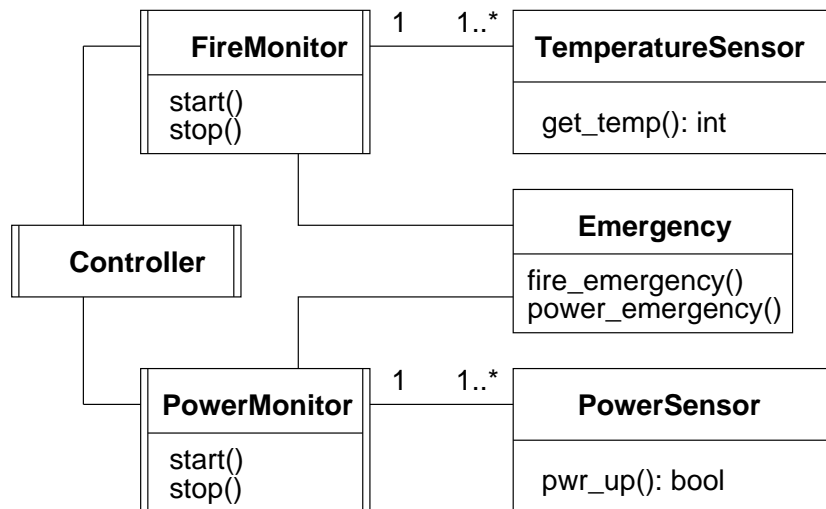 FireMonitor
start()
stop()
1 1..*
TemperatureSensor
get_temp(): int
Controller
Emergency
fire_emergency()
power_emergency()
PowerMonitor
start()
stop()
1 1..*
PowerSensor
pwr_up(): bool